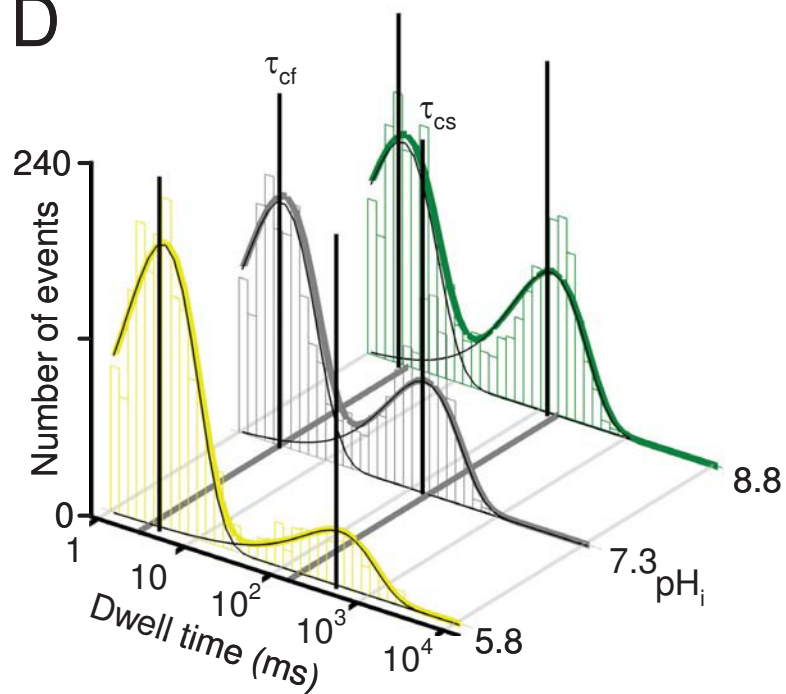 D
τcf
τcs
240
Number of events
0
1
10
10²
10³
10⁴
Dwell time (ms)
5.8
7.3
8.8
pHi